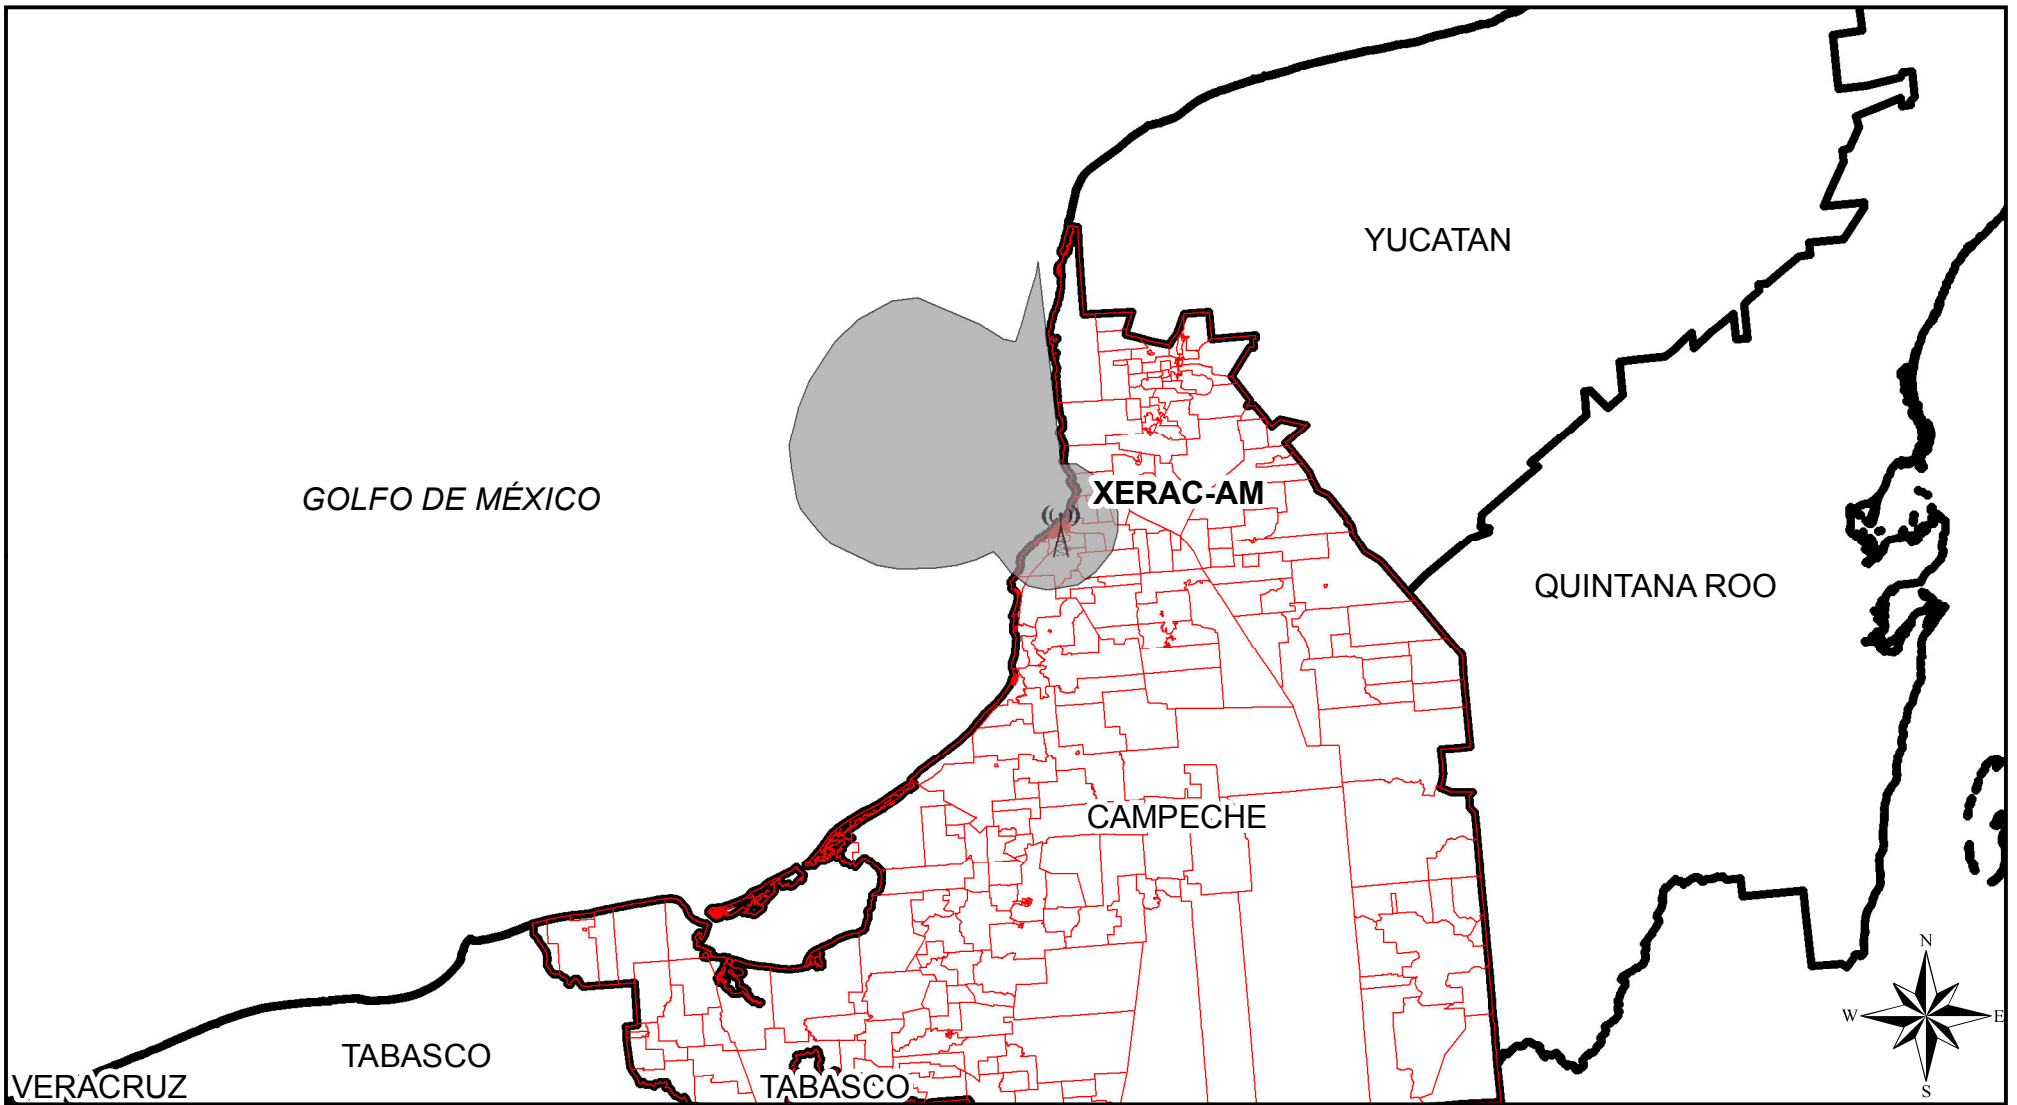 YUCATAN
XERAC-AM
GOLFO DE MÉXICO
QUINTANA ROO
CAMPECHE
N
W
E
S
TABASCO
TABASCO
VERACRUZ